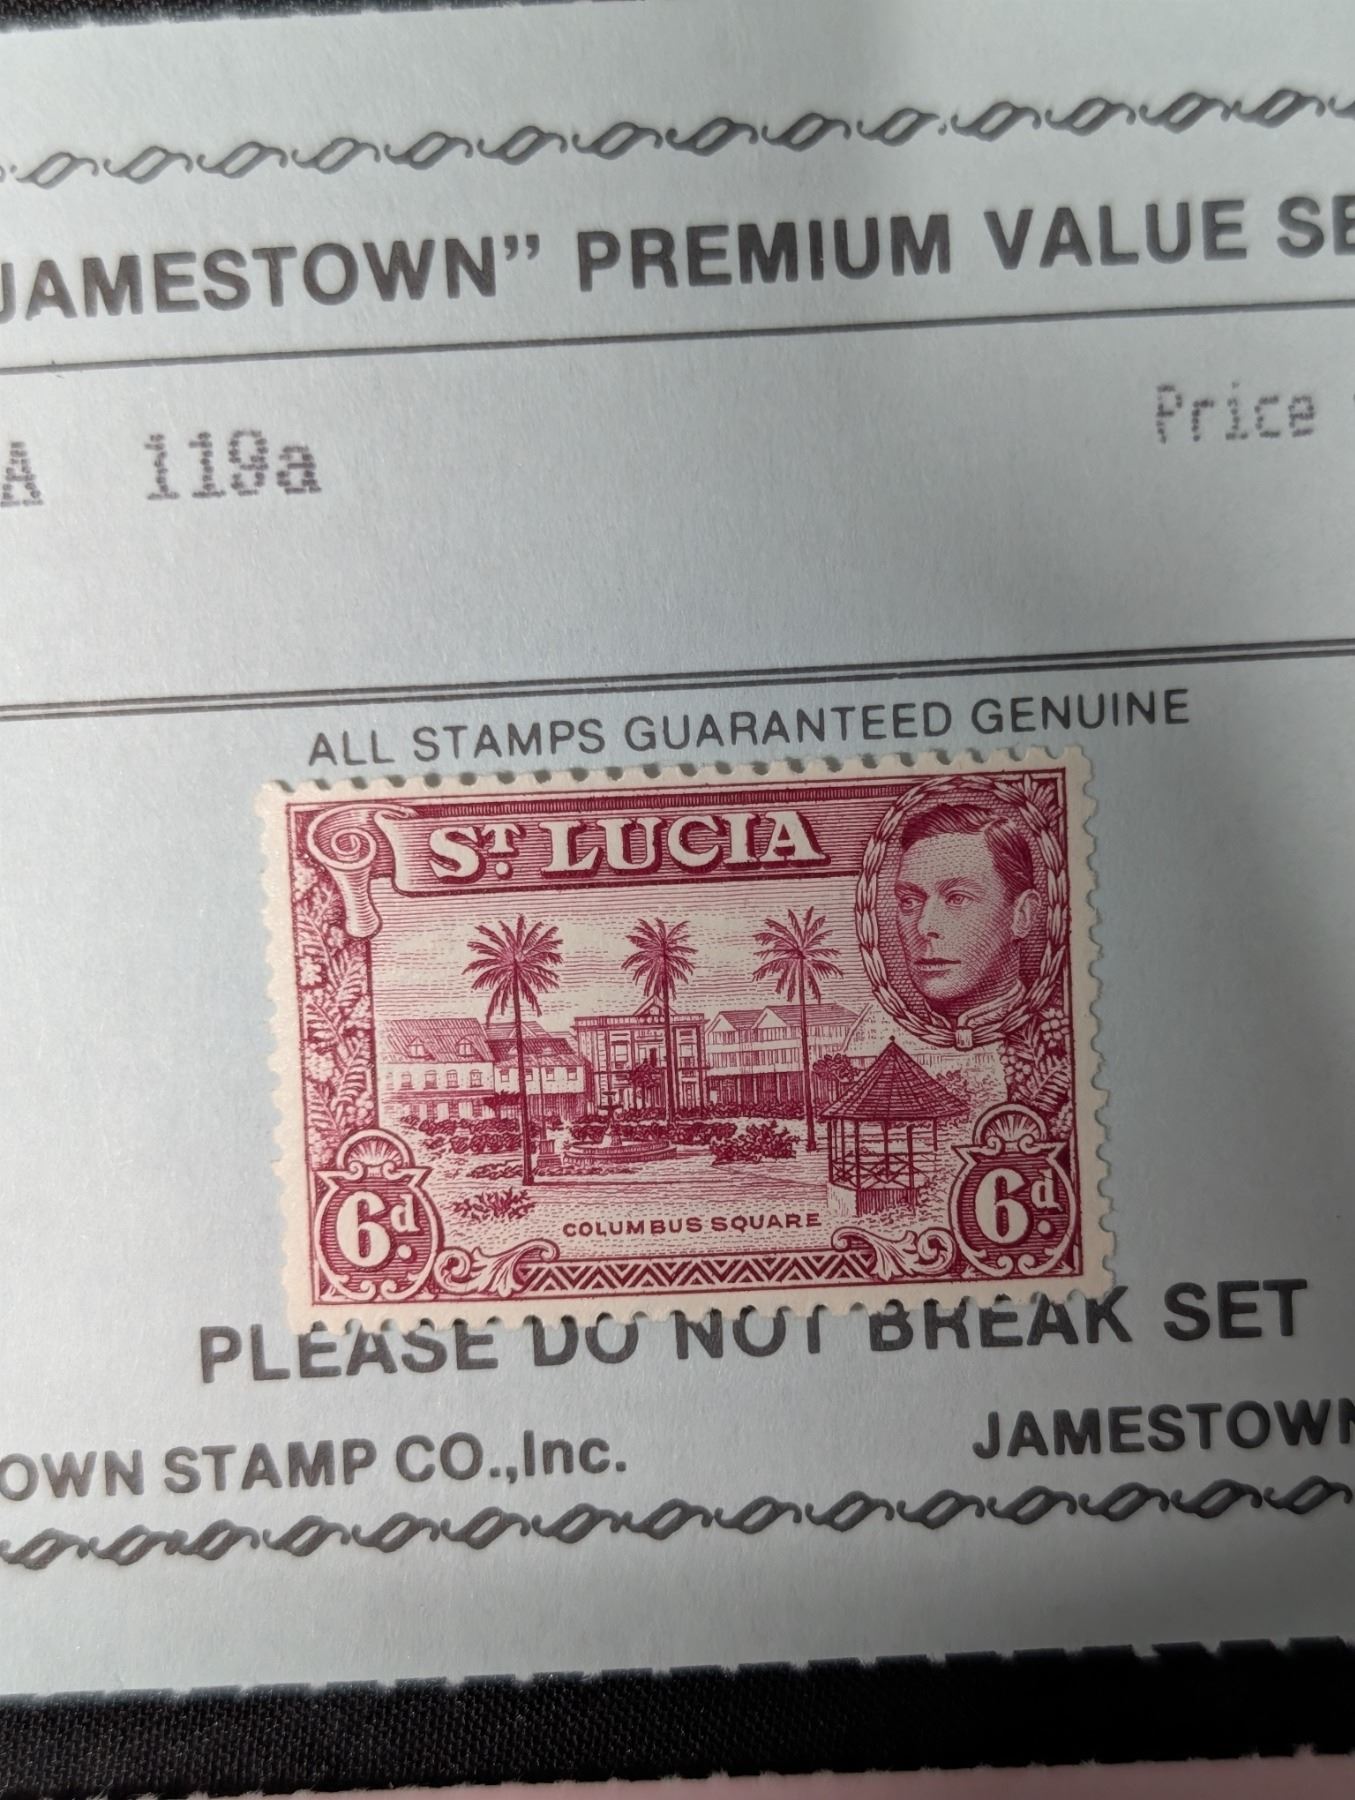 JAMESTOWN” PREMIUM VALUE SE
A 119a
Price
ALL STAMPS GUARANTEED GENUINE
ST. LUCIA
COLUMBUS SQUARE
6d. 6d.
PLEASE DO NOT BREAK SET
OWN STAMP CO.,Inc. JAMESTOWN